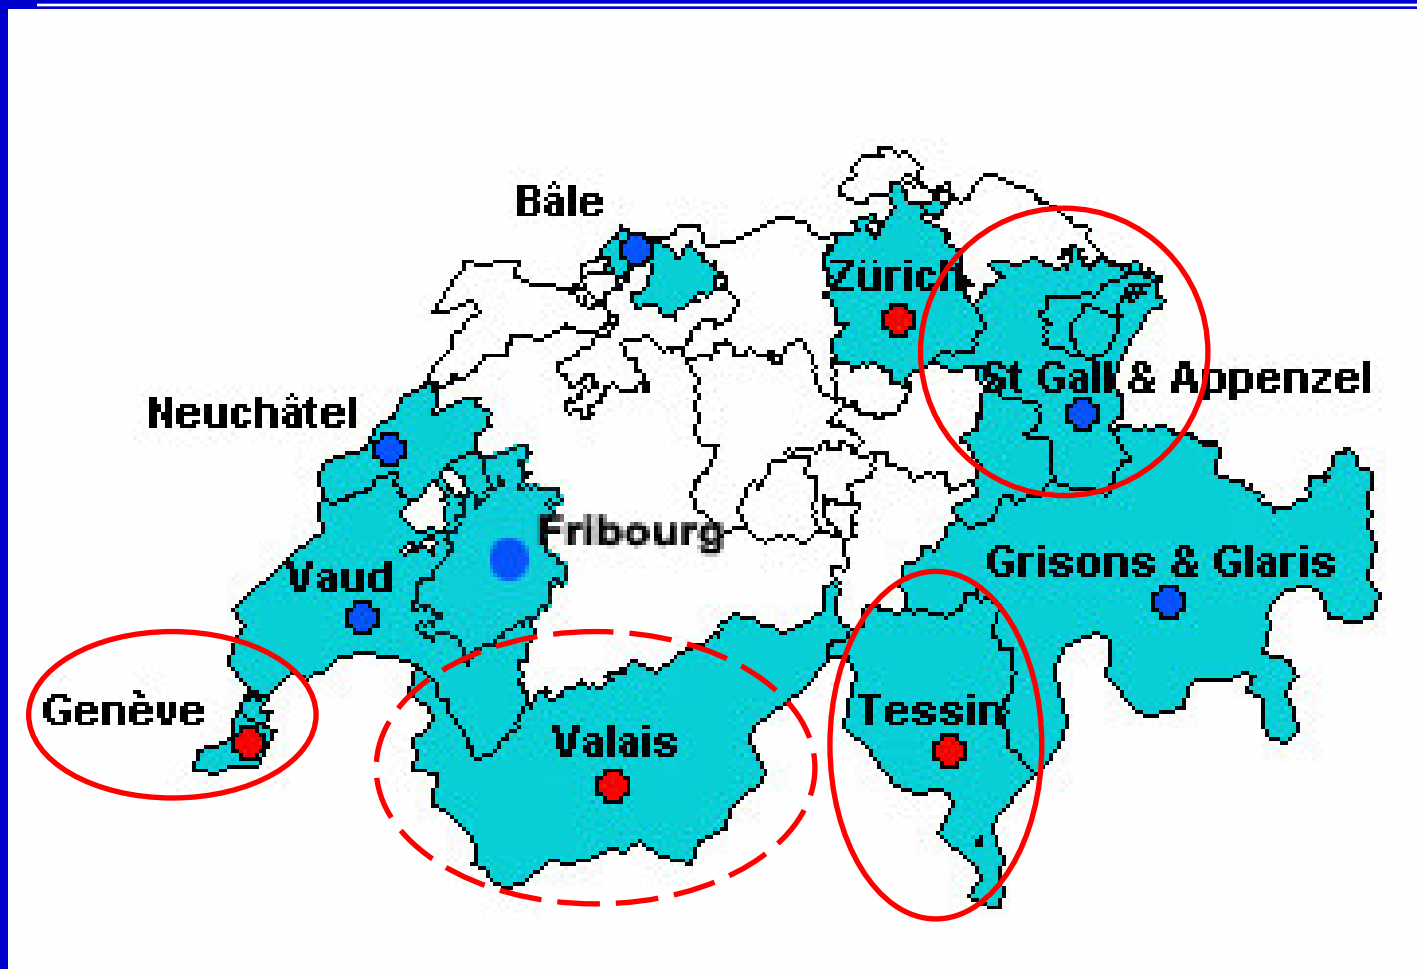 Bâle
Zürich
St Gall & Appenzel
Neuchâtel
Fribourg
Grisons & Glaris
Vaud
Genève
Tessin
Valais